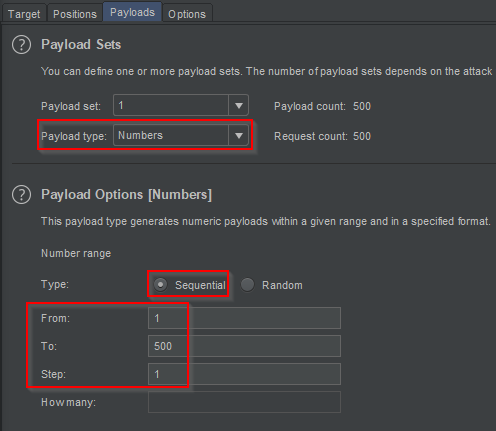 Target Positions Payloads Options
? Payload Sets
You can define one or more payload sets. The number of payload sets depends on the attack
Payload set: 1 Payload count: 500
Payload type: Numbers Request count: 500
? Payload Options [Numbers]
This payload type generates numeric payloads within a given range and in a specified format.
Number range
Type: Sequential Random
From: 1
To: 500
Step: 1
How many: